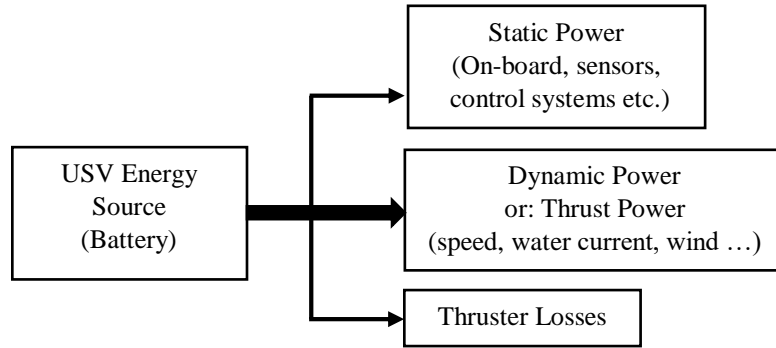 USV Energy
Source
(Battery)
Static Power
(On-board, sensors,
control systems etc.)
Dynamic Power
or: Thrust Power
(speed, water current, wind …)
Thruster Losses